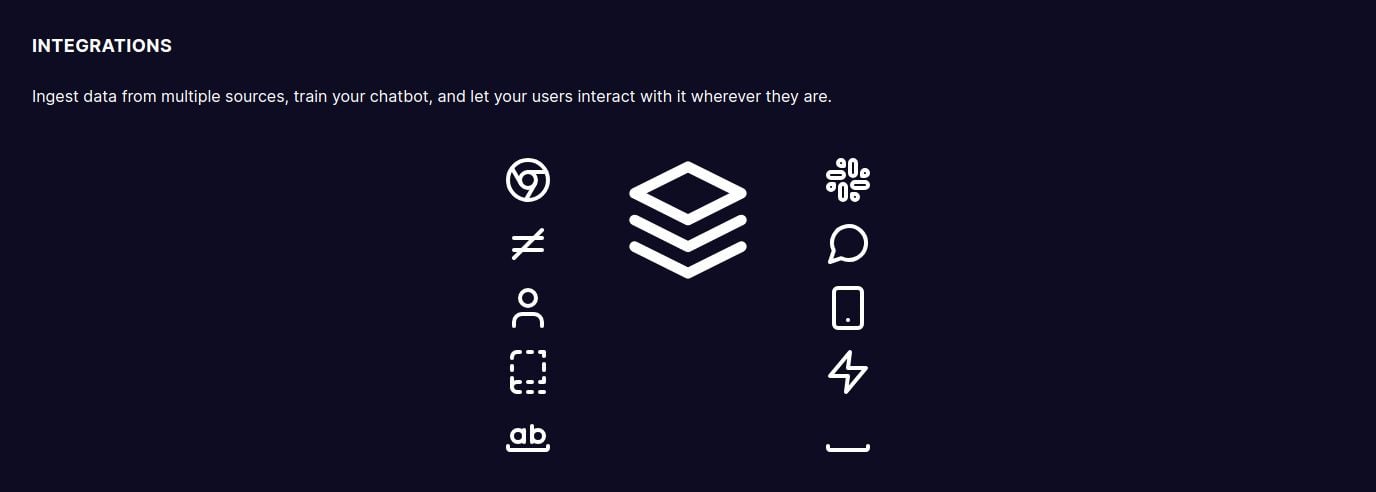 INTEGRATIONS
Ingest data from multiple sources, train your chatbot, and let your users interact with it wherever they are.
ab